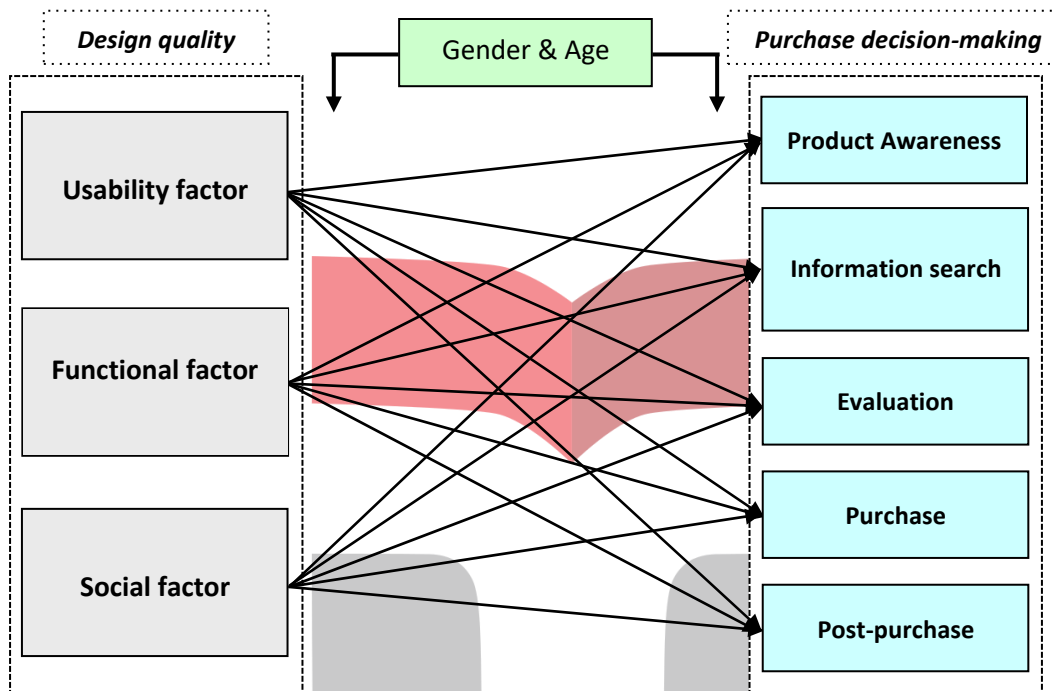 Design quality
Gender & Age
Purchase decision-making
Usability factor
Functional factor
Social factor
Product Awareness
Information search
Evaluation
Purchase
Post-purchase